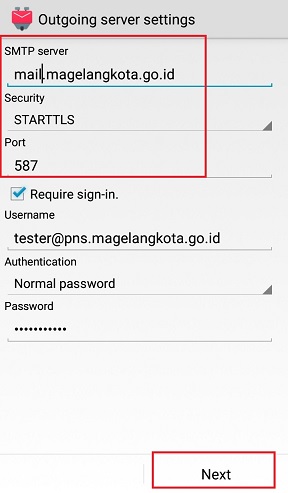 Outgoing server settings
SMTP server
mail.magelangkota.go.id
Security
STARTTLS
Port
587
Require sign-in.
Username
tester@pns.magelangkota.go.id
Authentication
Normal password
Password
•••••••••••
Next